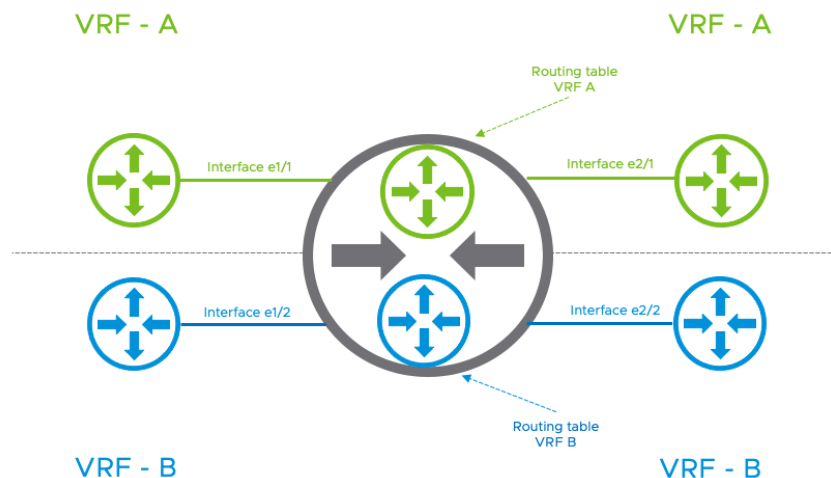 VRF - A
VRF - A
Routing table
VRF A
Interface e1/1
Interface e2/1
Interface e1/2
Interface e2/2
Routing table
VRF B
VRF - B
VRF - B